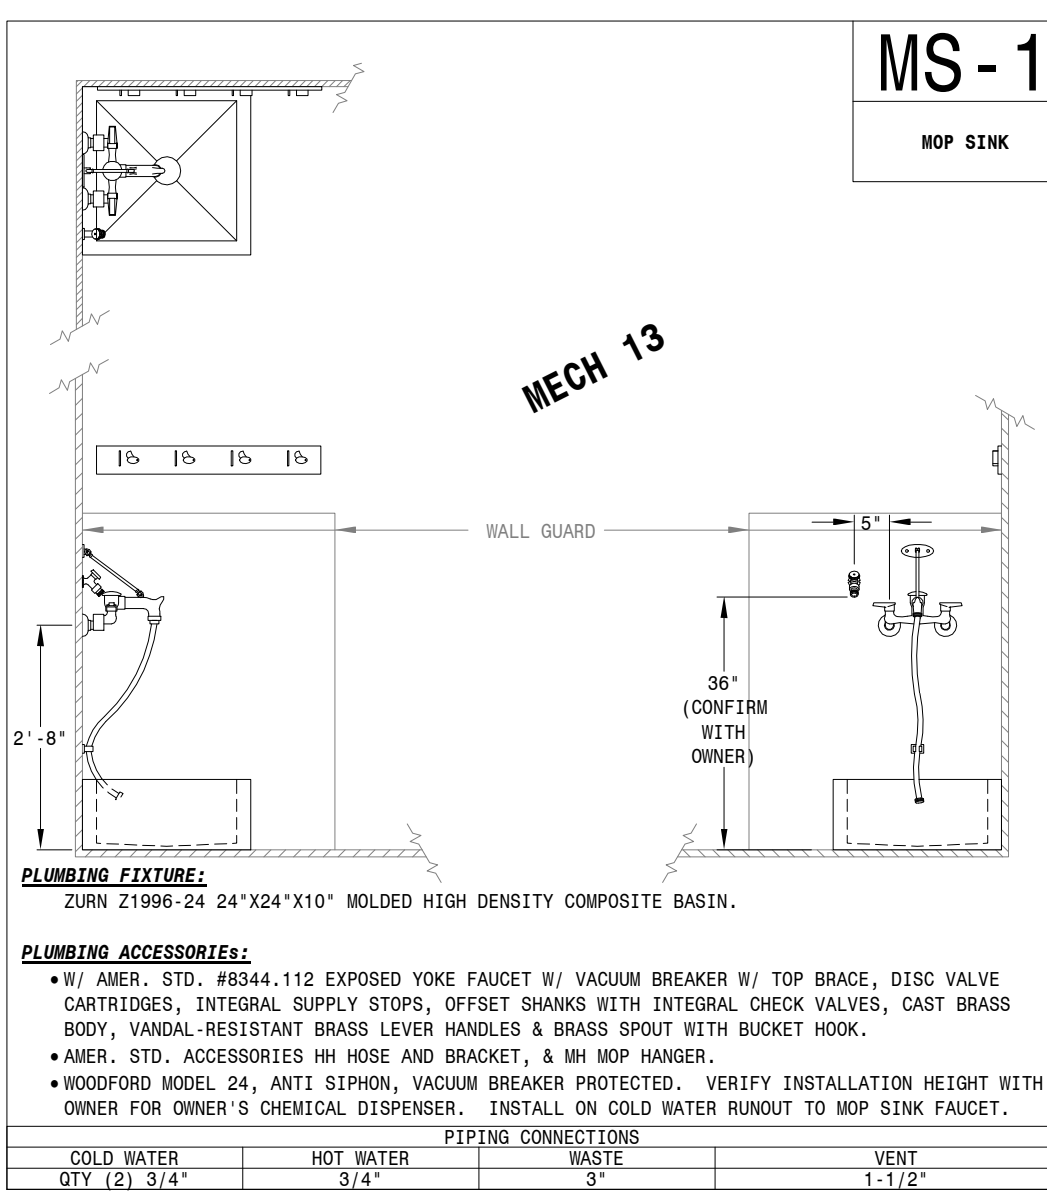 MS-1
MOP SINK
MECH 13
WALL GUARD
5"
36"
(CONFIRM
WITH
OWNER)
2'-8"
PLUMBING FIXTURE:
ZURN Z1996-24 24"X24"X10" MOLDED HIGH DENSITY COMPOSITE BASIN.
PLUMBING ACCESSORIEs:
• W/ AMER. STD. #8344.112 EXPOSED YOKE FAUCET W/ VACUUM BREAKER W/ TOP BRACE, DISC VALVE
CARTRIDGES, INTEGRAL SUPPLY STOPS, OFFSET SHANKS WITH INTEGRAL CHECK VALVES, CAST BRASS
BODY, VANDAL-RESISTANT BRASS LEVER HANDLES & BRASS SPOUT WITH BUCKET HOOK.
• AMER. STD. ACCESSORIES HH HOSE AND BRACKET, & MH MOP HANGER.
• WOODFORD MODEL 24, ANTI SIPHON, VACUUM BREAKER PROTECTED. VERIFY INSTALLATION HEIGHT WITH
OWNER FOR OWNER'S CHEMICAL DISPENSER. INSTALL ON COLD WATER RUNOUT TO MOP SINK FAUCET.
PIPING CONNECTIONS
COLD WATER HOT WATER WASTE VENT
QTY (2) 3/4" 3/4" 3" 1-1/2"